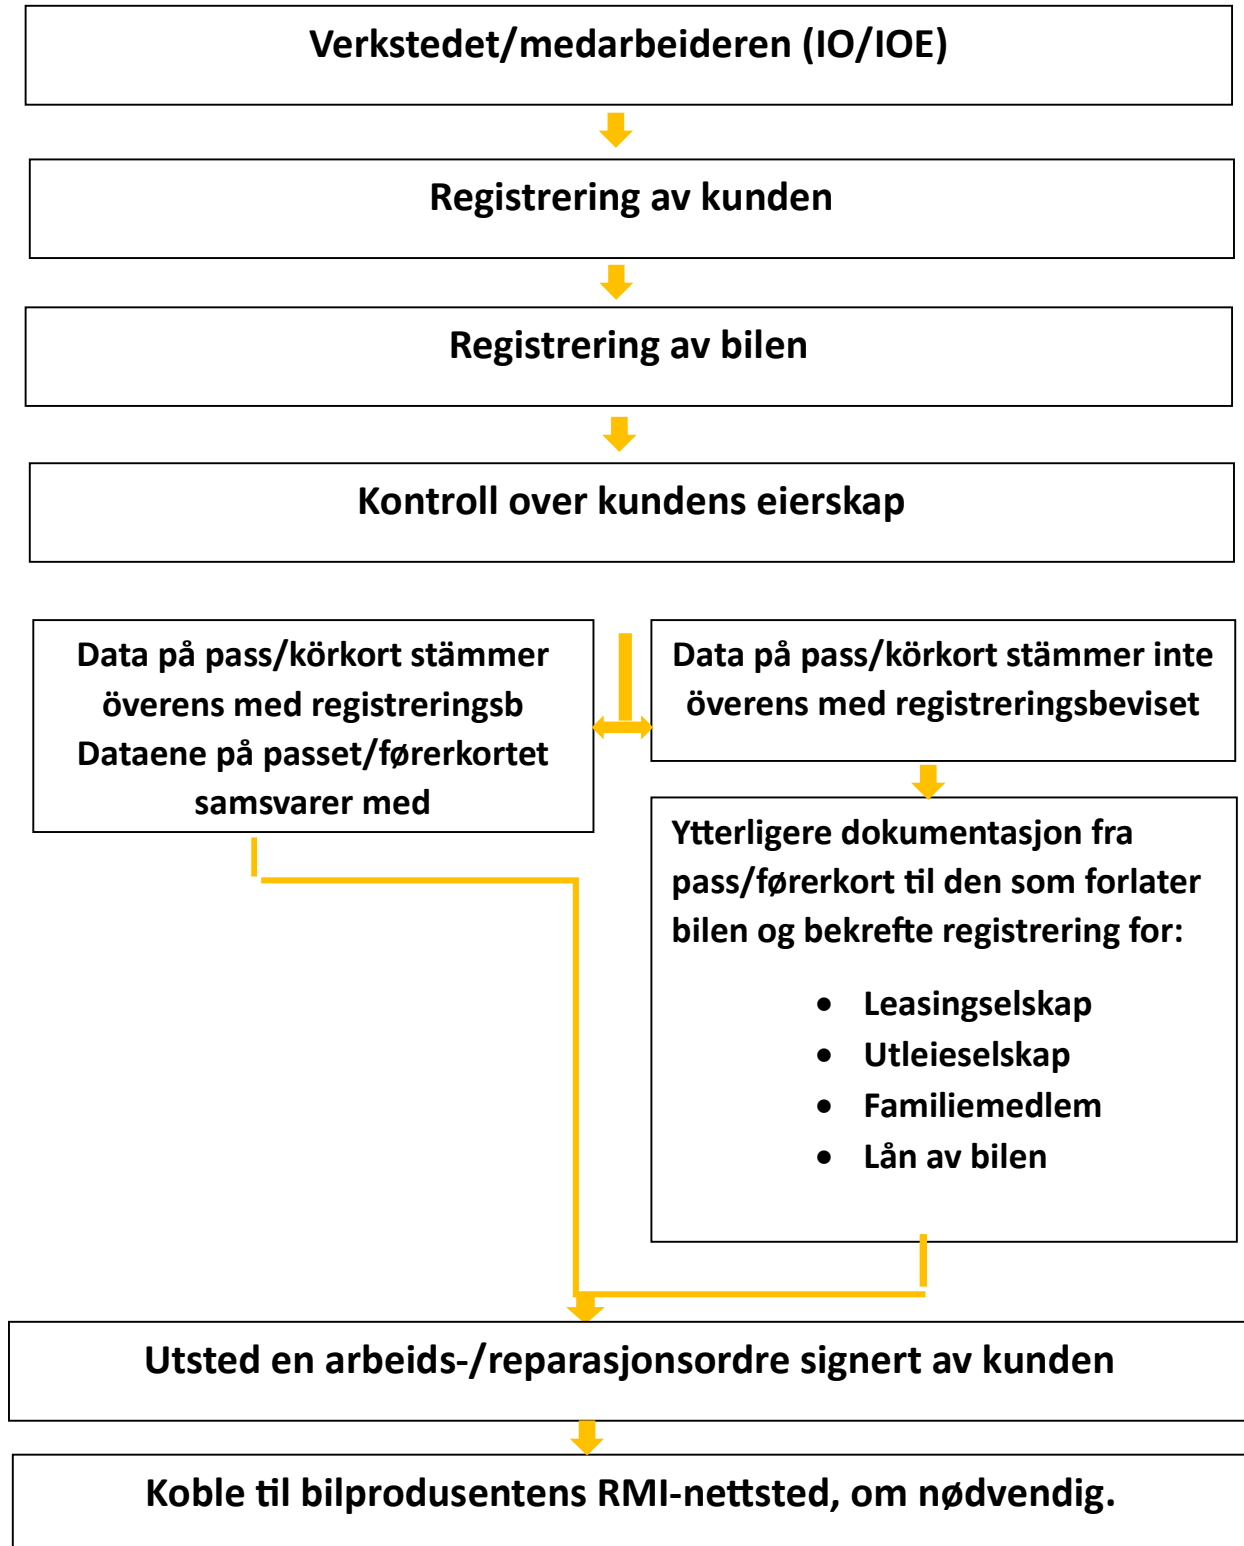 Verkstedet/medarbeideren (IO/IOE)
Registrering av kunden
Registrering av bilen
Kontroll over kundens eierskap
Data på pass/körkort stämmer
överens med registreringsb
Dataene på passet/førerkortet
samsvarer med
Data på pass/körkort stämmer inte
överens med registreringsbeviset
Ytterligere dokumentasjon fra
pass/førerkort til den som forlater
bilen og bekrefte registrering for:
• Leasingselskap
• Utleieselskap
• Familiemedlem
• Lån av bilen
Utsted en arbeids-/reparasjonsordre signert av kunden
Koble til bilprodusentens RMI-nettsted, om nødvendig.